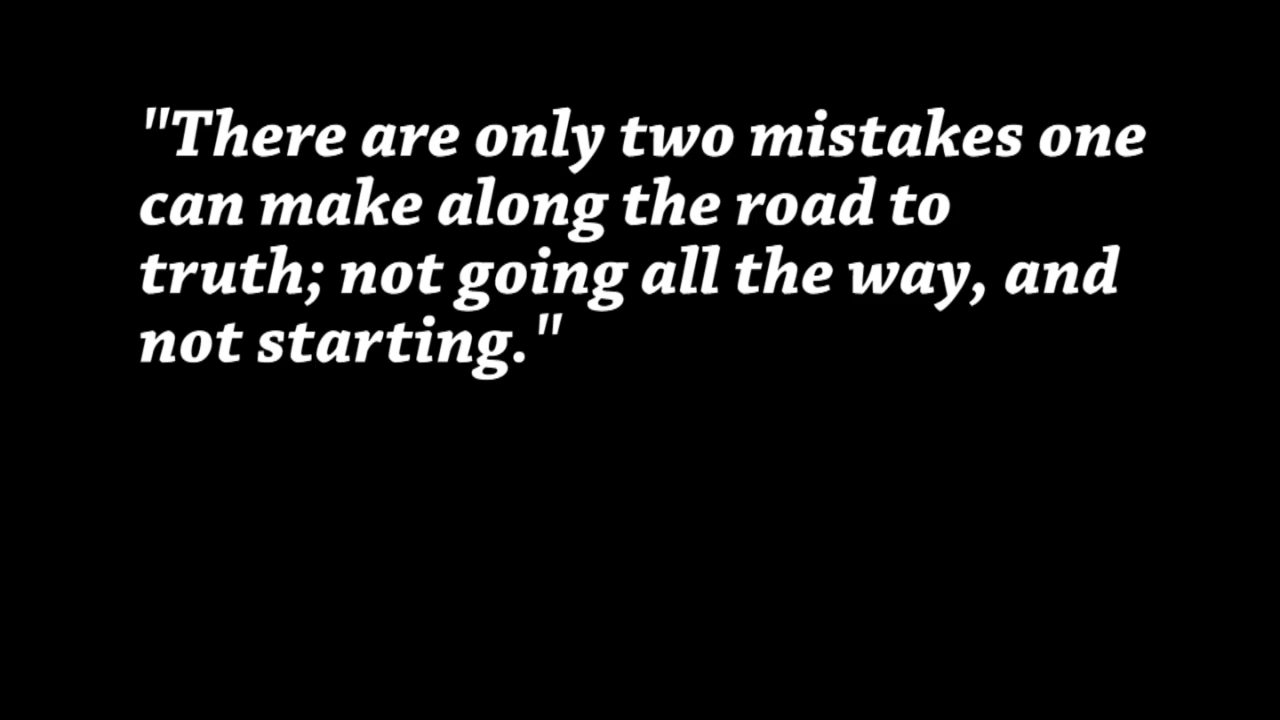 "There are only two mistakes one
can make along the road to
truth; not going all the way, and
not starting."